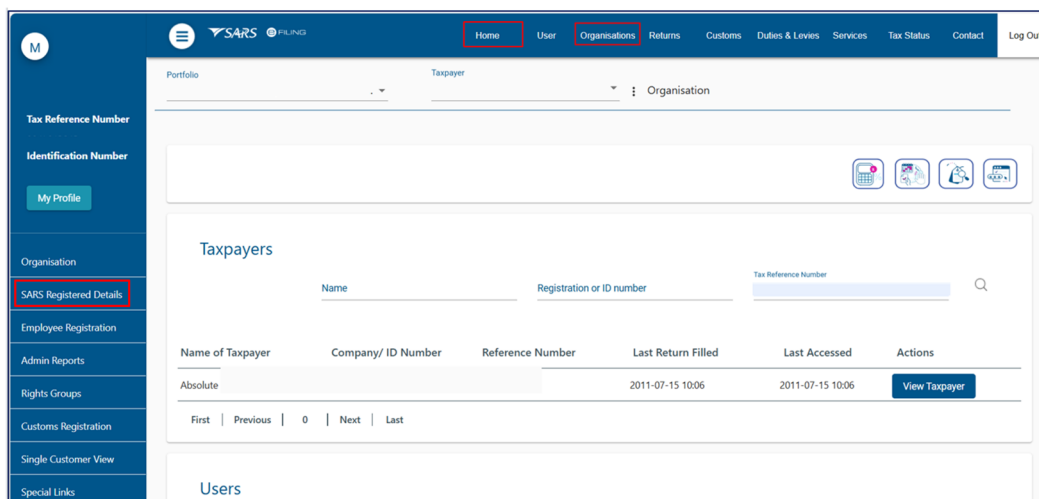 M
SARS eFILING
Home User Organisations Returns Customs Duties & Levies Services Tax Status Contact Log Ou
Portfolio
Taxpayer
Organisation
Tax Reference Number
Identification Number
My Profile
Organisation
SARS Registered Details
Employee Registration
Admin Reports
Rights Groups
Customs Registration
Single Customer View
Special Links
Taxpayers
Name
Registration or ID number
Tax Reference Number
Name of Taxpayer Company/ ID Number Reference Number Last Return Filled Last Accessed Actions
Absolute 2011-07-15 10:06 2011-07-15 10:06 View Taxpayer
First | Previous | 0 | Next | Last
Users